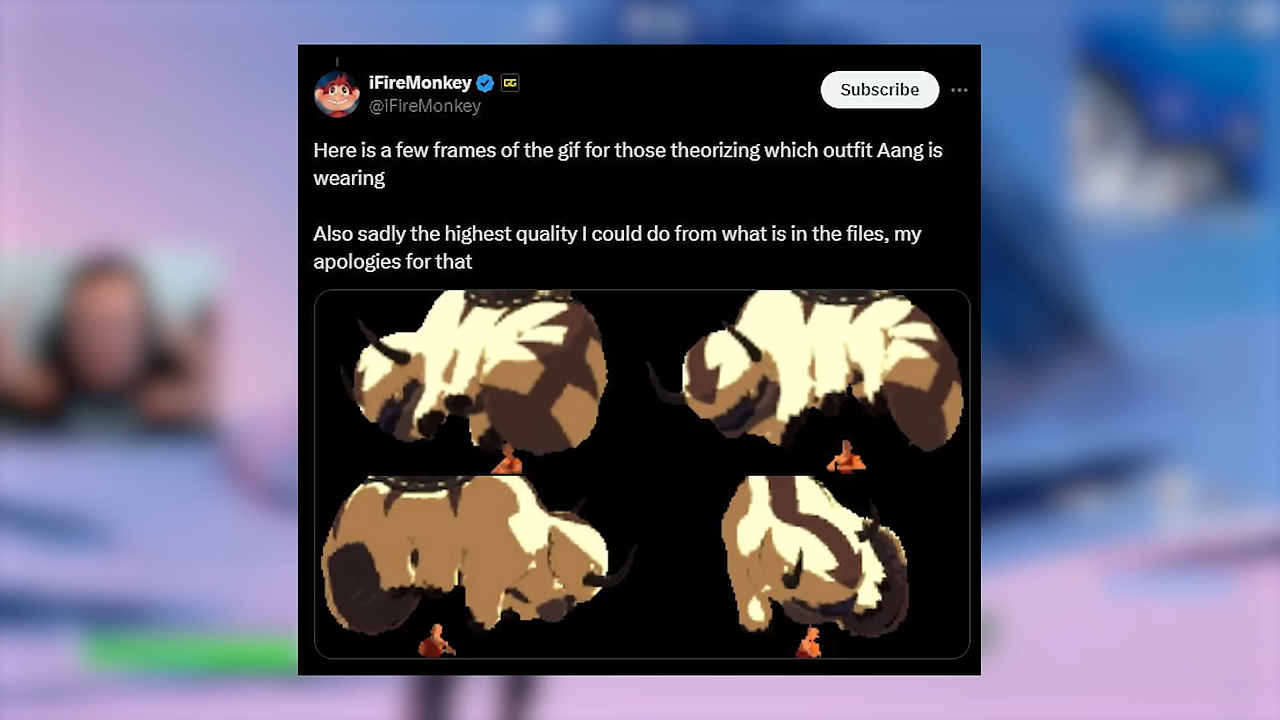 iFireMonkey GG
@iFireMonkey
Subscribe
Here is a few frames of the gif for those theorizing which outfit Aang is
wearing
Also sadly the highest quality I could do from what is in the files, my
apologies for that